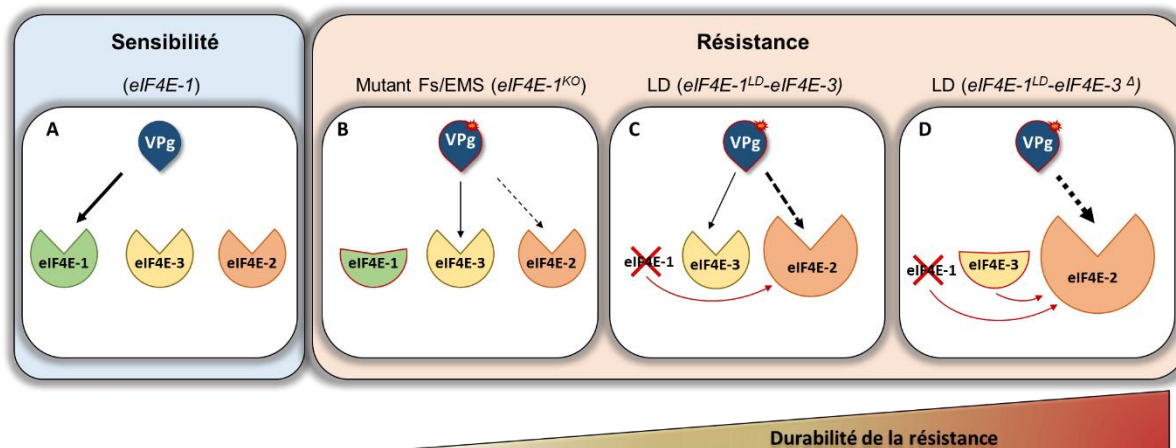 Sensibilité
(eIF4E-1)
Résistance
Mutant Fs/EMS (eIF4E-1ᴷᴼ)
LD (eIF4E-1ᴸᴰ-eIF4E-3)
LD (eIF4E-1ᴸᴰ-eIF4E-3 ᐞ)
A
VPg
eIF4E-1
eIF4E-3
eIF4E-2
B
VPg
eIF4E-1
eIF4E-3
eIF4E-2
C
VPg
eIF4E-1
eIF4E-3
eIF4E-2
D
VPg
eIF4E-1
eIF4E-3
eIF4E-2
Durabilité de la résistance